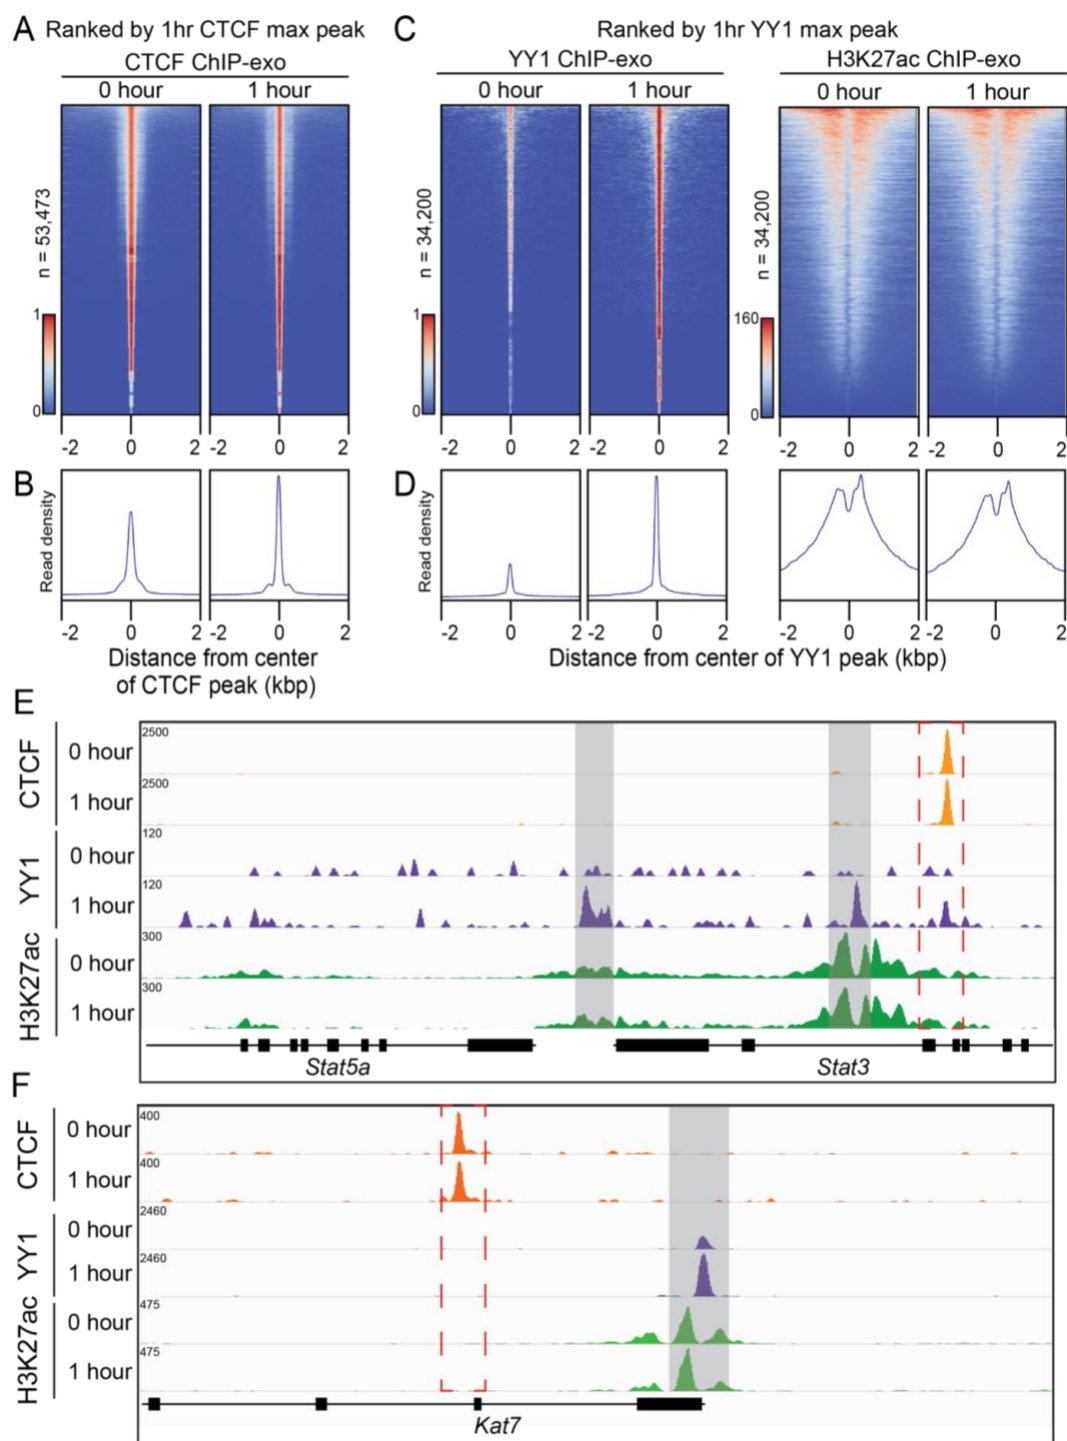 A Ranked by 1hr CTCF max peak
CTCF ChIP-exo
0 hour 1 hour
n = 53,473
1
0
-2 0 2 -2 0 2
B
Read density
-2 0 2 -2 0 2
Distance from center
of CTCF peak (kbp)
C Ranked by 1hr YY1 max peak
YY1 ChIP-exo H3K27ac ChIP-exo
0 hour 1 hour 0 hour 1 hour
n = 34,200
1
0
n = 34,200
160
0
-2 0 2 -2 0 2 -2 0 2 -2 0 2
D
Read density
-2 0 2 -2 0 2 -2 0 2 -2 0 2
Distance from center of YY1 peak (kbp)
E
CTCF
0 hour 2500
1 hour 2500
YY1
0 hour 120
1 hour 120
H3K27ac
0 hour 300
1 hour 300
Stat5a Stat3
F
CTCF
0 hour 400
1 hour 400
YY1
0 hour 2460
1 hour 2460
H3K27ac
0 hour 475
1 hour 475
Kat7